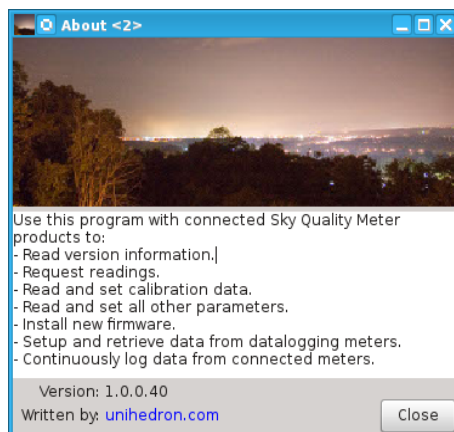 About <2>
Use this program with connected Sky Quality Meter
products to:
- Read version information.
- Request readings.
- Read and set calibration data.
- Read and set all other parameters.
- Install new firmware.
- Setup and retrieve data from datalogging meters.
- Continuously log data from connected meters.
Version: 1.0.0.40
Written by: unihedron.com
Close